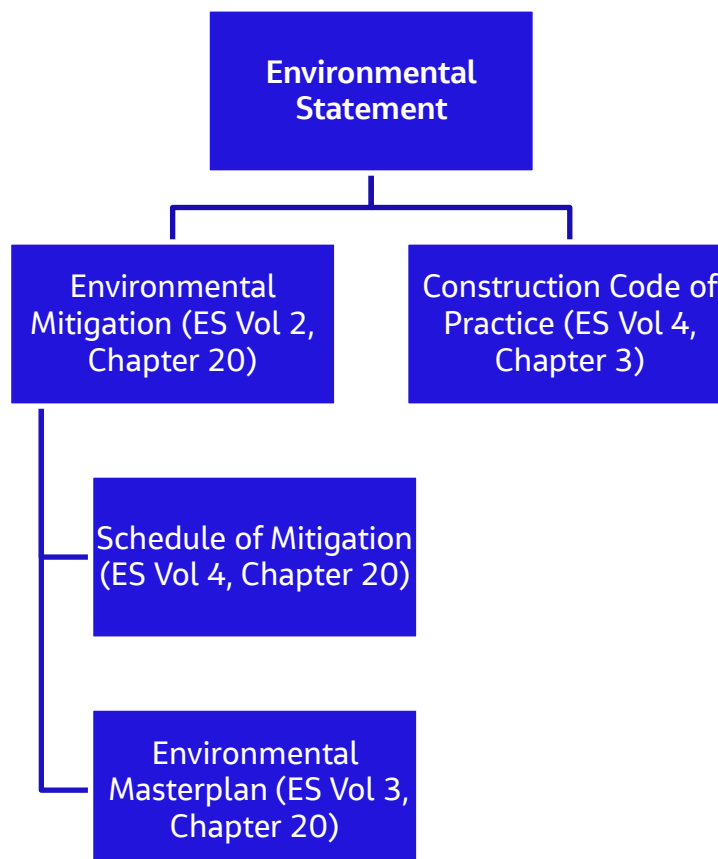 Environmental
Statement
Environmental
Mitigation (ES Vol 2,
Chapter 20)
Construction Code of
Practice (ES Vol 4,
Chapter 3)
Schedule of Mitigation
(ES Vol 4, Chapter 20)
Environmental
Masterplan (ES Vol 3,
Chapter 20)